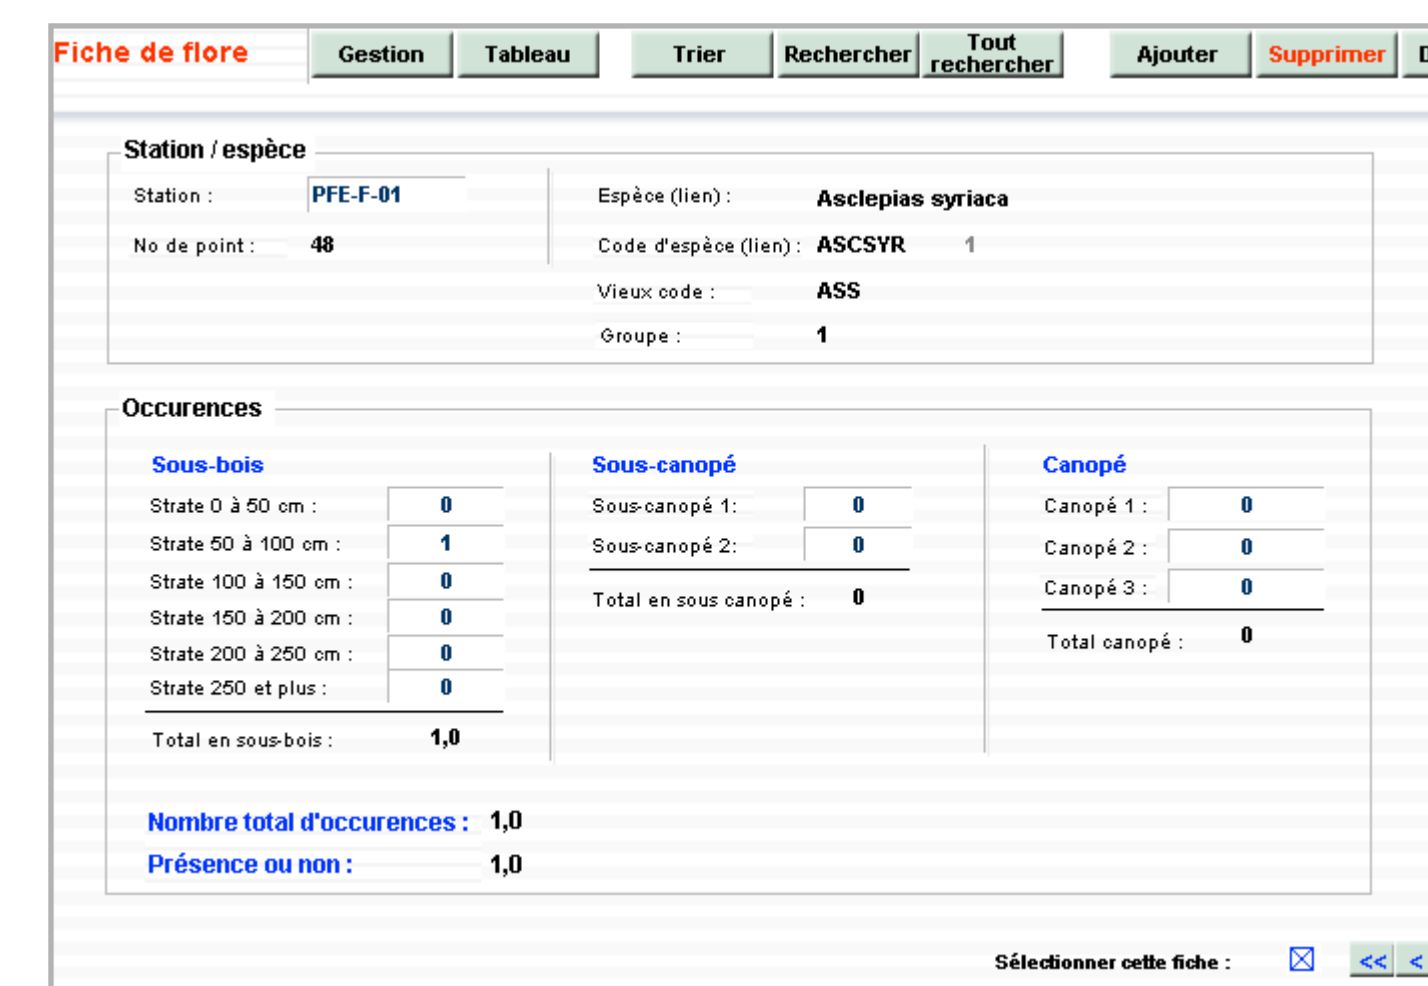 Fiche de flore Gestion Tableau Trier Rechercher Tout rechercher Ajouter Supprimer
Station / espèce
Station : PFE-F-01 Espèce (lien) : Asclepias syriaca
No de point : 48 Code d'espèce (lien) : ASCSYR 1
Vieux code : ASS
Groupe : 1
Occurences
Sous-bois Sous-canopé Canopé
Strate 0 à 50 cm : 0 Sous-canopé 1: 0 Canopé 1 : 0
Strate 50 à 100 cm : 1 Sous-canopé 2: 0 Canopé 2 : 0
Strate 100 à 150 cm : 0 Total en sous canopé : 0 Canopé 3 : 0
Strate 150 à 200 cm : 0 Total canopé : 0
Strate 200 à 250 cm : 0
Strate 250 et plus : 0
Total en sous-bois : 1,0
Nombre total d'occurences : 1,0
Présence ou non : 1,0
Sélectionner cette fiche : << <